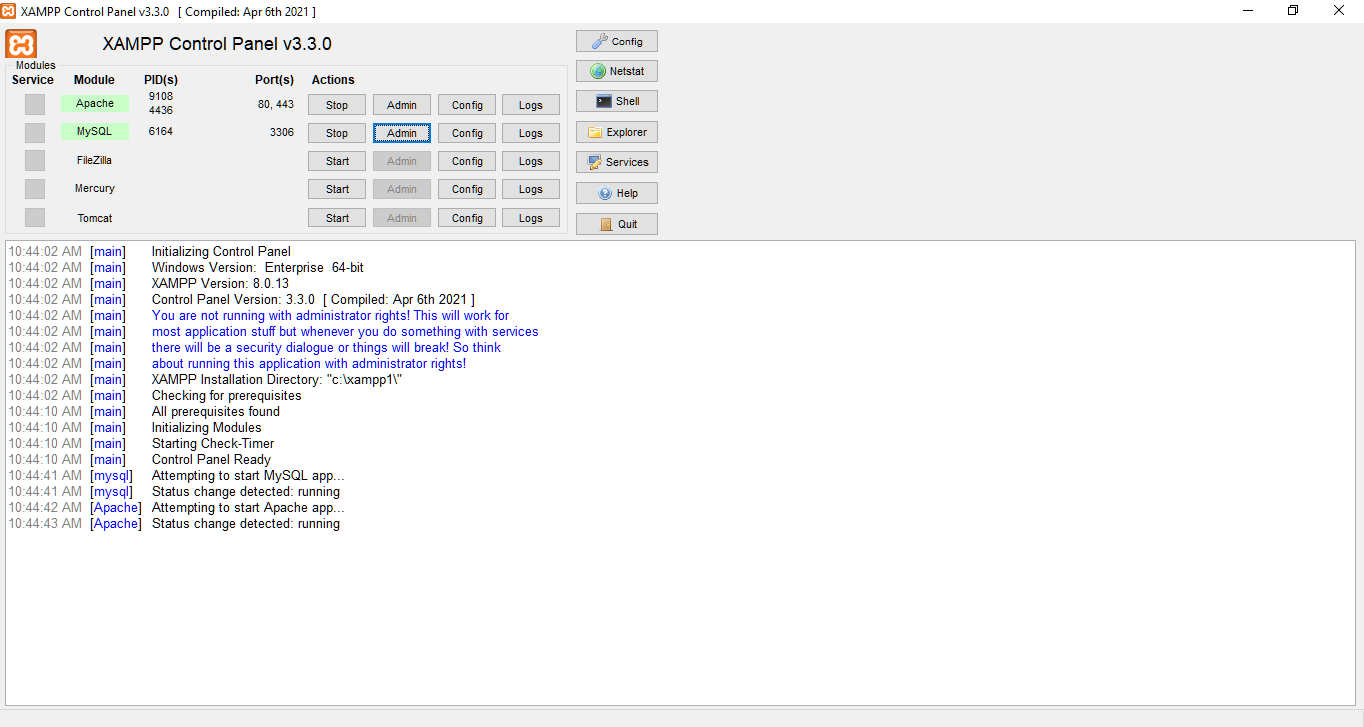 XAMPP Control Panel v3.3.0 [ Compiled: Apr 6th 2021 ]
XAMPP Control Panel v3.3.0
Config
Modules
Service Module PID(s) Port(s) Actions
Netstat
Apache 9108 4436 80, 443 Stop Admin Config Logs
Shell
MySQL 6164 3306 Stop Admin Config Logs
Explorer
FileZilla Start Admin Config Logs
Services
Mercury Start Admin Config Logs
Help
Tomcat Start Admin Config Logs
Quit
10:44:02 AM [main] Initializing Control Panel
10:44:02 AM [main] Windows Version: Enterprise 64-bit
10:44:02 AM [main] XAMPP Version: 8.0.13
10:44:02 AM [main] Control Panel Version: 3.3.0 [ Compiled: Apr 6th 2021 ]
10:44:02 AM [main] You are not running with administrator rights! This will work for
10:44:02 AM [main] most application stuff but whenever you do something with services
10:44:02 AM [main] there will be a security dialogue or things will break! So think
10:44:02 AM [main] about running this application with administrator rights!
10:44:02 AM [main] XAMPP Installation Directory: "c:\xampp1\"
10:44:02 AM [main] Checking for prerequisites
10:44:10 AM [main] All prerequisites found
10:44:10 AM [main] Initializing Modules
10:44:10 AM [main] Starting Check-Timer
10:44:10 AM [main] Control Panel Ready
10:44:41 AM [mysql] Attempting to start MySQL app...
10:44:41 AM [mysql] Status change detected: running
10:44:42 AM [Apache] Attempting to start Apache app...
10:44:43 AM [Apache] Status change detected: running